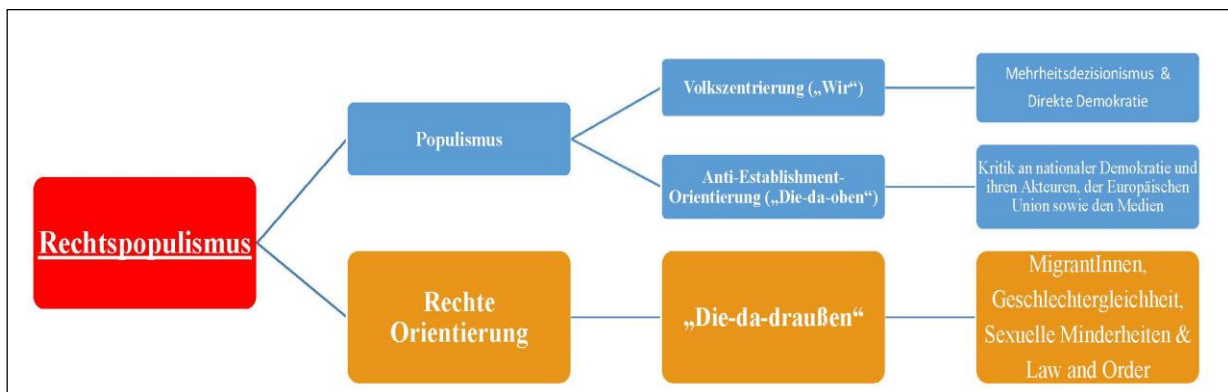 Rechtspopulismus
Populismus
Volkszentrierung („Wir“)
Mehrheitsdezisionismus &
Direkte Demokratie
Anti-Establishment-
Orientierung („Die-da-oben“)
Kritik an nationaler Demokratie und
ihren Akteuren, der Europäischen
Union sowie den Medien
Rechte
Orientierung
„Die-da-draußen“
MigrantInnen,
Geschlechtergleichheit,
Sexuelle Minderheiten &
Law and Order